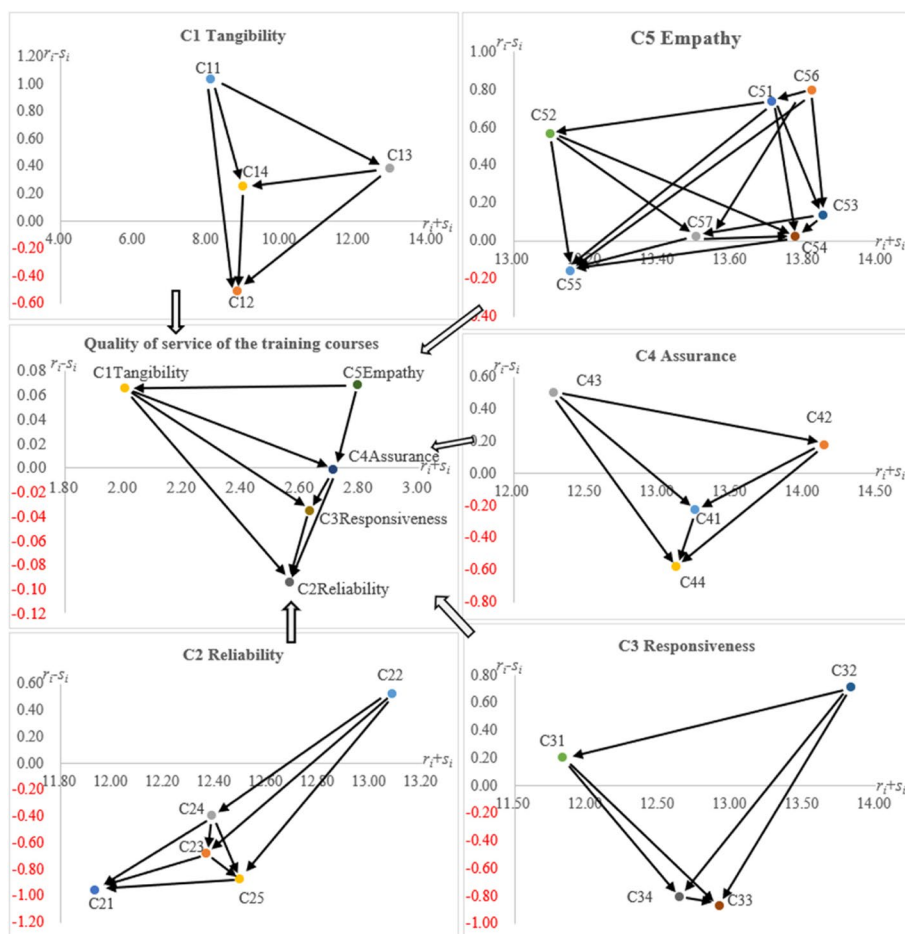 C1 Tangibility
ri-si
1.20
1.00
0.80
0.60
0.40
0.20
0.00
-0.20
-0.40
-0.60
4.00
6.00
8.00
10.00
12.00
14.00
ri+si
C11
C13
C14
C12
C5 Empathy
ri-si
1.00
0.80
0.60
0.40
0.20
0.00
-0.20
0.40
13.00
13.20
13.40
13.60
13.80
14.00
ri+si
C56
C51
C52
C53
C57
C54
C55
Quality of service of the training courses
ri-si
0.08
0.06
0.04
0.02
0.00
-0.02
-0.04
-0.06
-0.08
-0.10
-0.12
1.80
2.00
2.20
2.40
2.60
2.80
3.00
ri+si
C1Tangibility
C5Empathy
C4Assurance
C3Responsiveness
C2Reliability
C4 Assurance
ri-si
0.60
0.40
0.20
0.00
-0.20
-0.40
-0.60
-0.80
12.00
12.50
13.00
13.50
14.00
14.50
ri+si
C43
C42
C41
C44
C2 Reliability
ri-si
0.60
0.40
0.20
0.00
-0.20
-0.40
-0.60
-0.80
-1.00
-1.20
11.80
12.00
12.20
12.40
12.60
12.80
13.00
13.20
ri+si
C22
C24
C23
C21
C25
C3 Responsiveness
ri-si
0.80
0.60
0.40
0.20
0.00
-0.20
-0.40
-0.60
-0.80
-1.00
11.50
12.00
12.50
13.00
13.50
14.00
ri+si
C32
C31
C34
C33